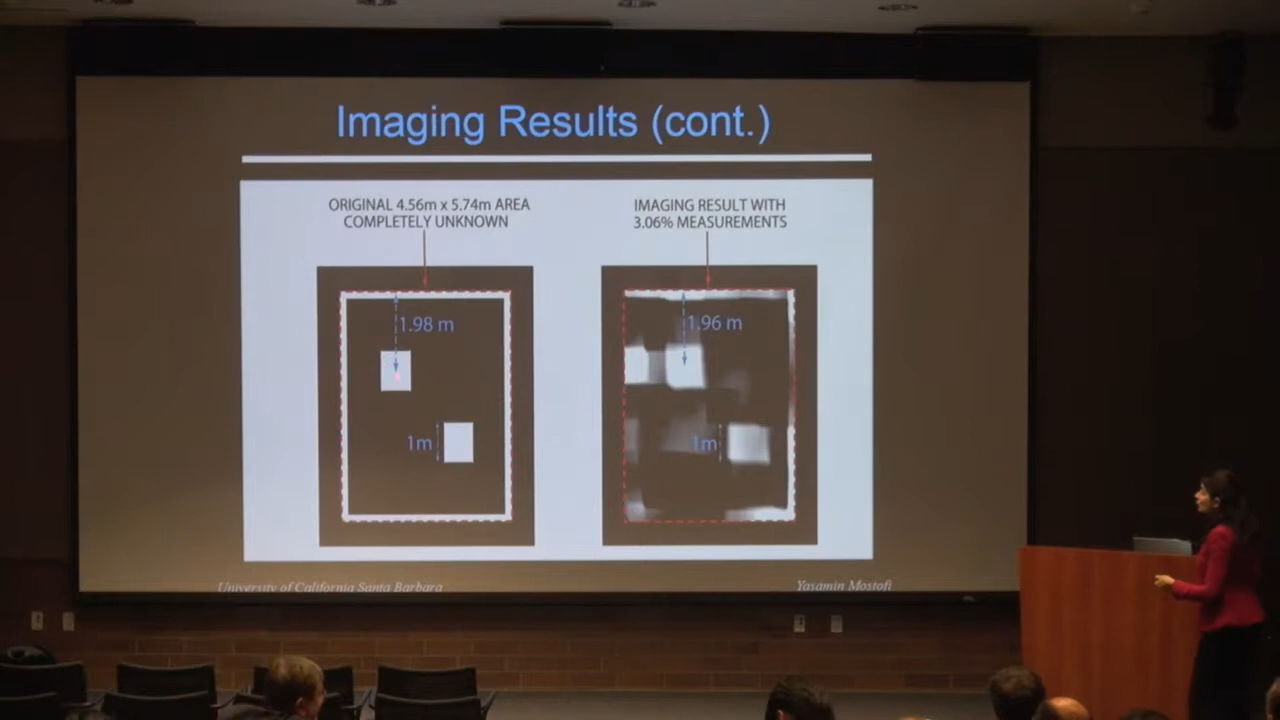 Imaging Results (cont.)
ORIGINAL 4.56m x 5.74m AREA
COMPLETELY UNKNOWN
IMAGING RESULT WITH
3.06% MEASUREMENTS
1.98 m
1.96 m
1m
1m
University of California Santa Barbara
Yasamin Mostofi